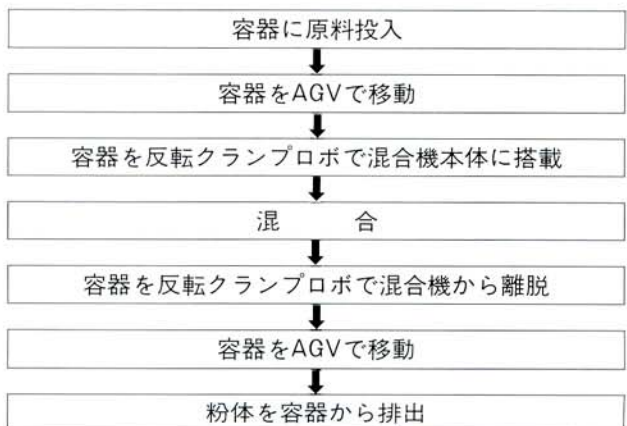 容器に原料投入
容器をAGVで移動
容器を反転クランプロボで混合機本体に搭載
混　　　合
容器を反転クランプロボで混合機から離脱
容器をAGVで移動
粉体を容器から排出